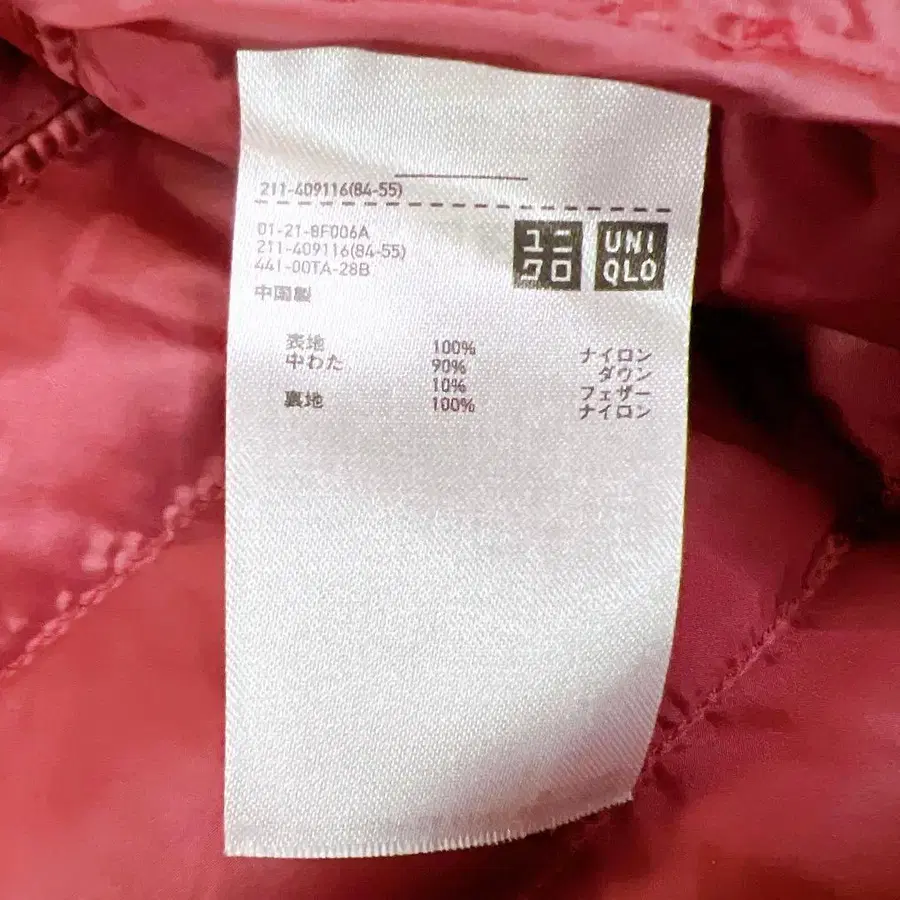 211-409116(84-55)
01-21-8F006A
211-409116(84-55)
441-00TA-28B
ユニクロ
UNIQLO
中国製
表地 100% ナイロン
中わた 90% ダウン
10% フェザー
裏地 100% ナイロン